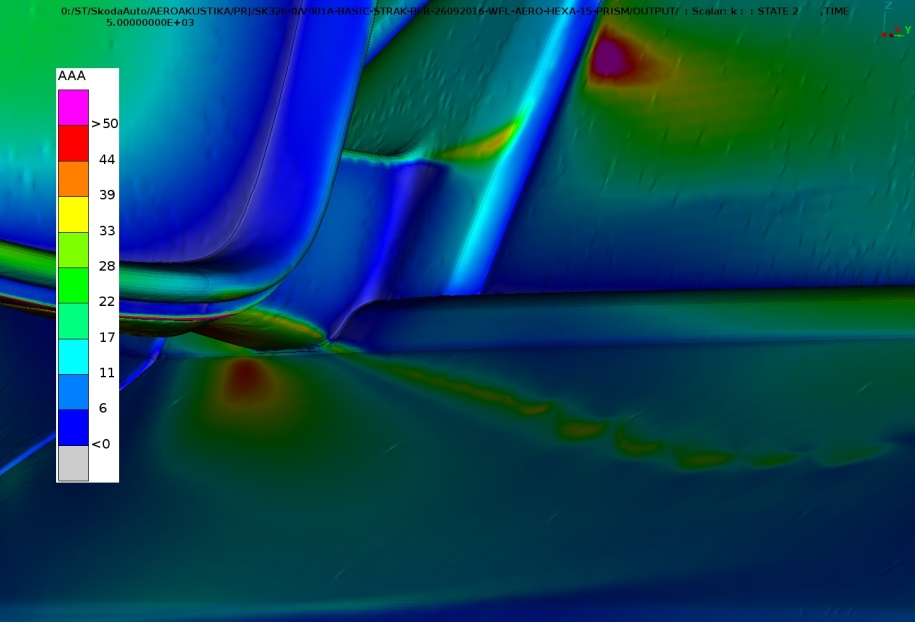 0:/ST/SkodaAuto/AEROAKUSTIKA/PRJ/SK326-0/V401A-BASIC-STRAK-BFR-26092016-WFL-AERO-HEXA-15-PRISM/OUTPUT/ : Scalar: k : : STATE 2 ,TIME
5.00000000E+03
Z
Y
AAA
>50
44
39
33
28
22
17
11
6
<0